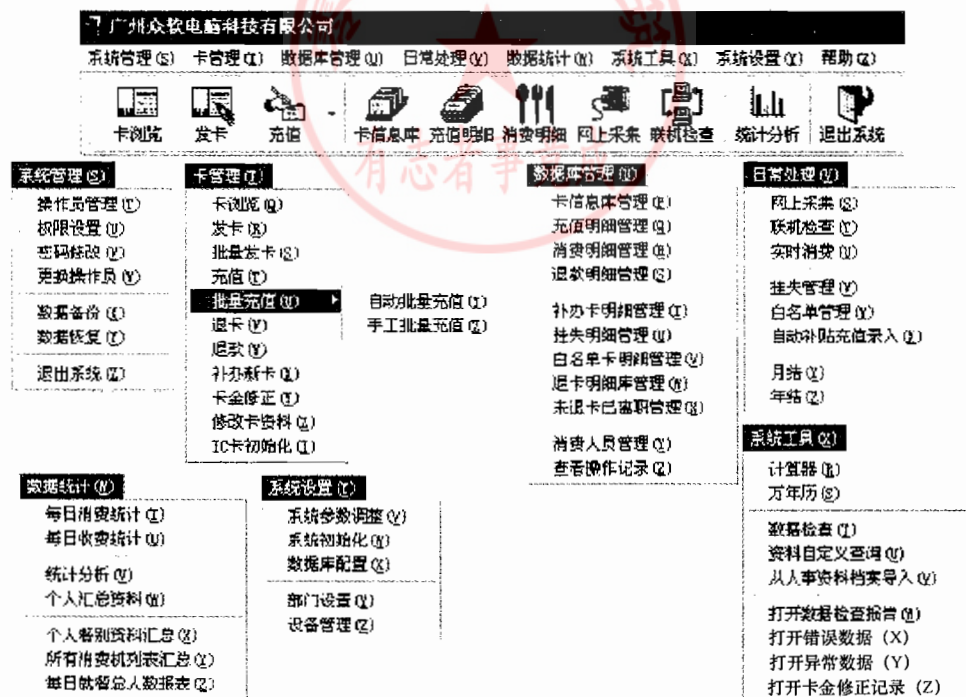 广州众软电脑科技有限公司
系统管理(S) 卡管理(T) 数据库管理(U) 日常处理(V) 数据统计(W) 系统工具(X) 系统设置(Y) 帮助(Z)
卡浏览 发卡 充值 卡信息库 充值明细 消费明细 网上采集 联机检查 统计分析 退出系统
有志者事竟成
系统管理(S)
操作员管理(T)
权限设置(U)
密码修改(V)
更换操作员(W)
数据备份(X)
数据恢复(Y)
退出系统(Z)
卡管理(T)
卡浏览(Q)
发卡(R)
批量发卡(S)
充值(T)
批量充值(U)
自动批量充值(Y)
手工批量充值(Z)
退卡(V)
退款(W)
补办新卡(X)
卡金修正(Y)
修改卡资料(Z)
IC卡初始化(I)
数据库管理(U)
卡信息库管理(P)
充值明细管理(Q)
消费明细管理(R)
退款明细管理(S)
补办卡明细管理(T)
挂失明细管理(U)
白名单卡明细管理(V)
退卡明细库管理(W)
未退卡已离职管理(X)
消费人员管理(Y)
查看操作记录(Z)
日常处理(V)
网上采集(S)
联机检查(T)
实时消费(U)
挂失管理(V)
白名单管理(W)
自动补贴充值录入(X)
月结(Y)
年结(Z)
数据统计(W)
每日消费统计(T)
每日收费统计(U)
统计分析(V)
个人汇总资料(W)
个人餐别资料汇总(X)
所有消费机列表汇总(Y)
每日就餐总人数报表(Z)
系统设置(Y)
系统参数调整(V)
系统初始化(W)
数据库配置(X)
部门设置(Y)
设备管理(Z)
系统工具(X)
计算器(R)
万年历(S)
数据检查(T)
资料自定义查询(U)
从人事资料档案导入(V)
打开数据检查报告(W)
打开错误数据（X）
打开异常数据（Y）
打开卡金修正记录（Z）